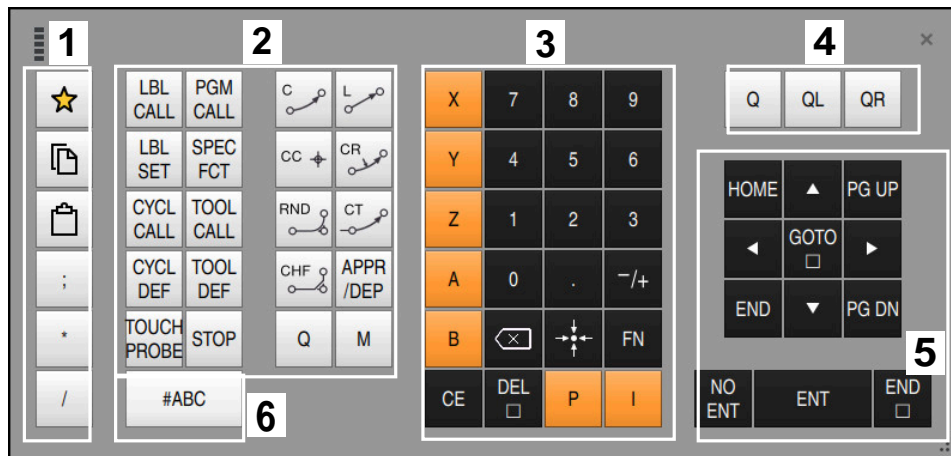 1
2
3
4
LBL CALL
PGM CALL
C
L
X
7
8
9
Q
QL
QR
LBL SET
SPEC FCT
CC
CR
Y
4
5
6
HOME
PG UP
CYCL CALL
TOOL CALL
RND
CT
Z
1
2
3
GOTO
;
CYCL DEF
TOOL DEF
CHF
APPR /DEP
A
0
.
-/+
END
PG DN
*
TOUCH PROBE
STOP
Q
M
B
FN
5
/
#ABC
6
CE
DEL
P
I
NO ENT
ENT
END